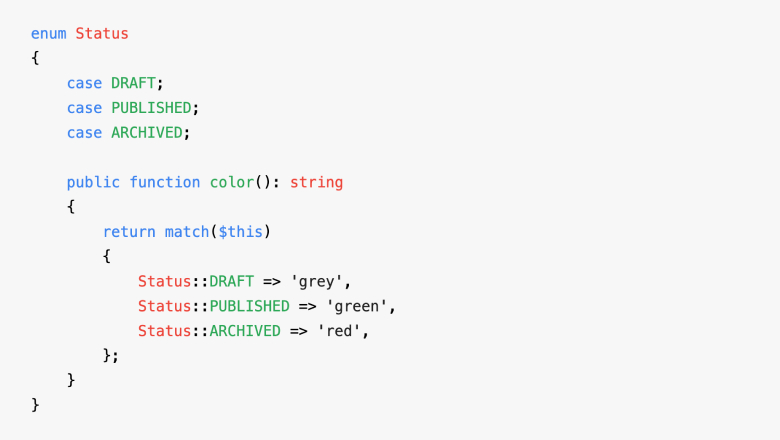 enum Status
{
    case DRAFT;
    case PUBLISHED;
    case ARCHIVED;

    public function color(): string
    {
        return match($this)
        {
            Status::DRAFT => 'grey',
            Status::PUBLISHED => 'green',
            Status::ARCHIVED => 'red',
        };
    }
}